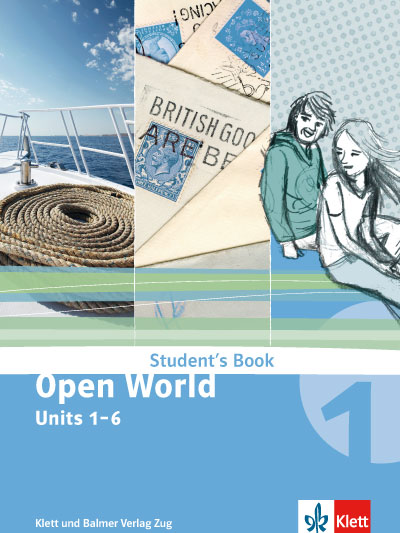 BRITISH GOO
ARE BE
Student's Book
Open World
1
Units 1–6
Klett und Balmer Verlag Zug
Klett